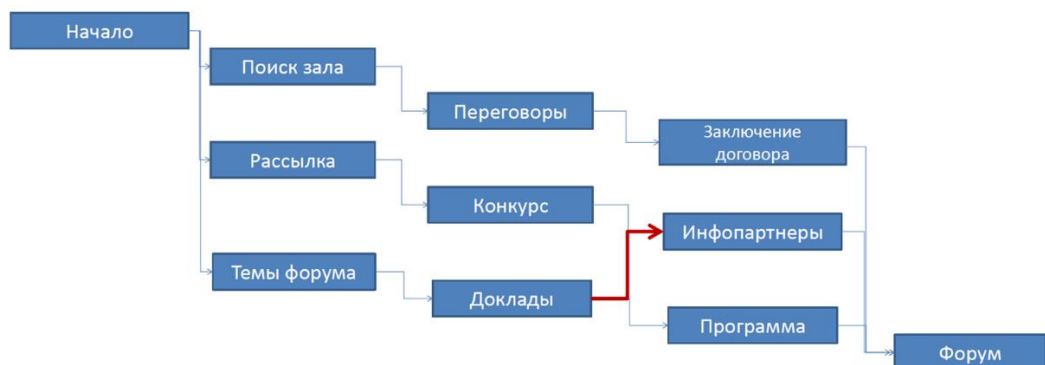 Начало
Поиск зала
Переговоры
Заключение
договора
Рассылка
Конкурс
Инфопартнеры
Темы форума
Доклады
Программа
Форум